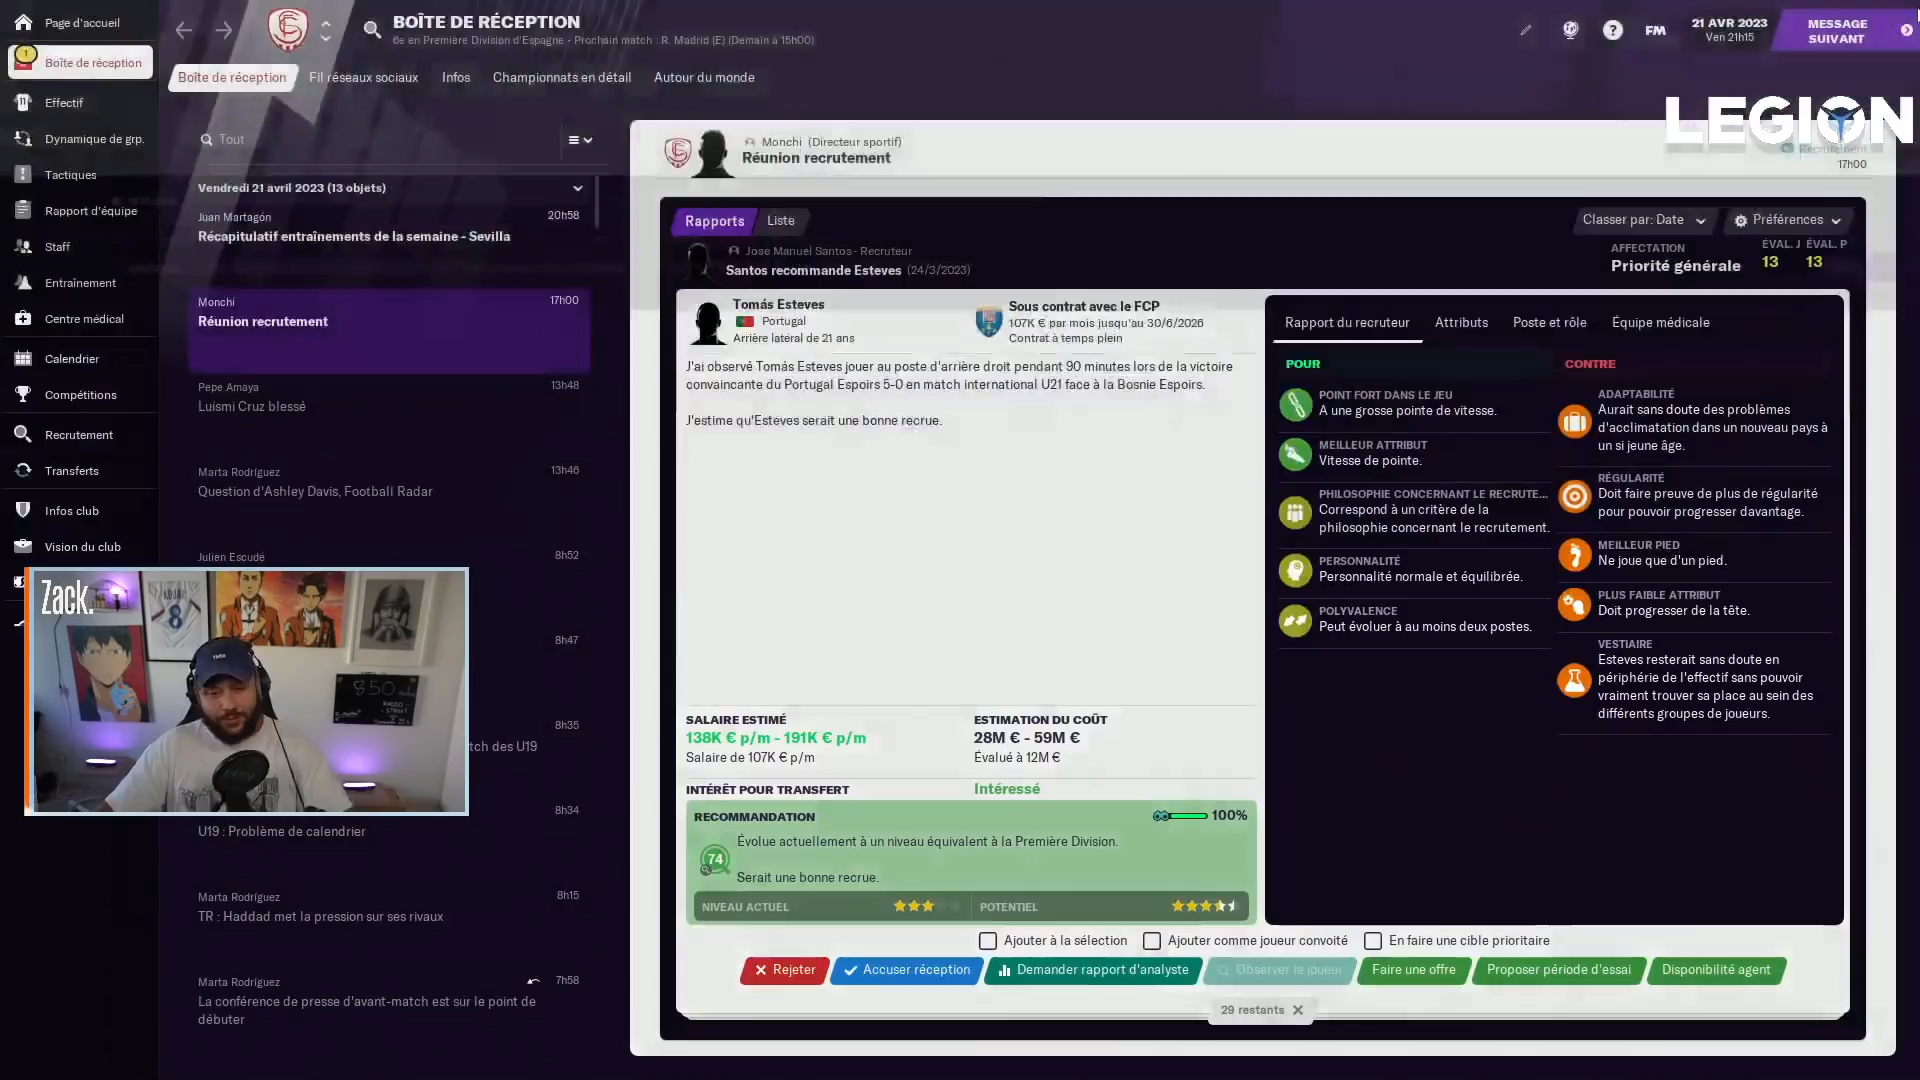 Page d'accueil
1
Boîte de réception
Effectif
Dynamique de grp.
Tactiques
Rapport d'équipe
Staff
Entraînement
Centre médical
Calendrier
Compétitions
Recrutement
Transferts
Infos club
Vision du club
BOÎTE DE RÉCEPTION
6e en Première Division d'Espagne - Prochain match : R. Madrid (E) (Demain à 15h00)
FM
21 AVR 2023
Ven 21h15
MESSAGE
SUIVANT
Boîte de réception
Fil réseaux sociaux
Infos
Championnats en détail
Autour du monde
LEGION
Tout
Vendredi 21 avril 2023 (13 objets)
Juan Martagón 20h58
Récapitulatif entraînements de la semaine - Sevilla
Monchi 17h00
Réunion recrutement
Pepe Amaya 13h48
Luismi Cruz blessé
Marta Rodríguez 13h46
Question d'Ashley Davis, Football Radar
Julien Escudé 8h52
8h47
8h35
tch des U19
8h34
U19 : Problème de calendrier
Marta Rodríguez 8h15
TR : Haddad met la pression sur ses rivaux
Marta Rodríguez 7h58
La conférence de presse d'avant-match est sur le point de
débuter
Zack.
850
Monchi (Directeur sportif)
Réunion recrutement
Recrutement
17h00
Rapports
Liste
Classer par: Date
Préférences
Jose Manuel Santos - Recruteur
Santos recommande Esteves (24/3/2023)
AFFECTATION
Priorité générale
ÉVAL. J ÉVAL. P
13 13
Tomás Esteves
Portugal
Arrière latéral de 21 ans
Sous contrat avec le FCP
107K € par mois jusqu'au 30/6/2026
Contrat à temps plein
J'ai observé Tomás Esteves jouer au poste d'arrière droit pendant 90 minutes lors de la victoire
convaincante du Portugal Espoirs 5-0 en match international U21 face à la Bosnie Espoirs.
J'estime qu'Esteves serait une bonne recrue.
SALAIRE ESTIMÉ
138K € p/m - 191K € p/m
Salaire de 107K € p/m
ESTIMATION DU COÛT
28M € - 59M €
Évalué à 12M €
INTÉRÊT POUR TRANSFERT
Intéressé
RECOMMANDATION
100%
74
Évolue actuellement à un niveau équivalent à la Première Division.
Serait une bonne recrue.
NIVEAU ACTUEL
POTENTIEL
Rapport du recruteur
Attributs
Poste et rôle
Équipe médicale
POUR
POINT FORT DANS LE JEU
A une grosse pointe de vitesse.
MEILLEUR ATTRIBUT
Vitesse de pointe.
PHILOSOPHIE CONCERNANT LE RECRUTE...
Correspond à un critère de la
philosophie concernant le recrutement.
PERSONNALITÉ
Personnalité normale et équilibrée.
POLYVALENCE
Peut évoluer à au moins deux postes.
CONTRE
ADAPTABILITÉ
Aurait sans doute des problèmes
d'acclimatation dans un nouveau pays à
un si jeune âge.
RÉGULARITÉ
Doit faire preuve de plus de régularité
pour pouvoir progresser davantage.
MEILLEUR PIED
Ne joue que d'un pied.
PLUS FAIBLE ATTRIBUT
Doit progresser de la tête.
VESTIAIRE
Esteves resterait sans doute en
périphérie de l'effectif sans pouvoir
vraiment trouver sa place au sein des
différents groupes de joueurs.
Ajouter à la sélection
Ajouter comme joueur convoité
En faire une cible prioritaire
Rejeter
Accuser réception
Demander rapport d'analyste
Observer le joueur
Faire une offre
Proposer période d'essai
Disponibilité agent
29 restants